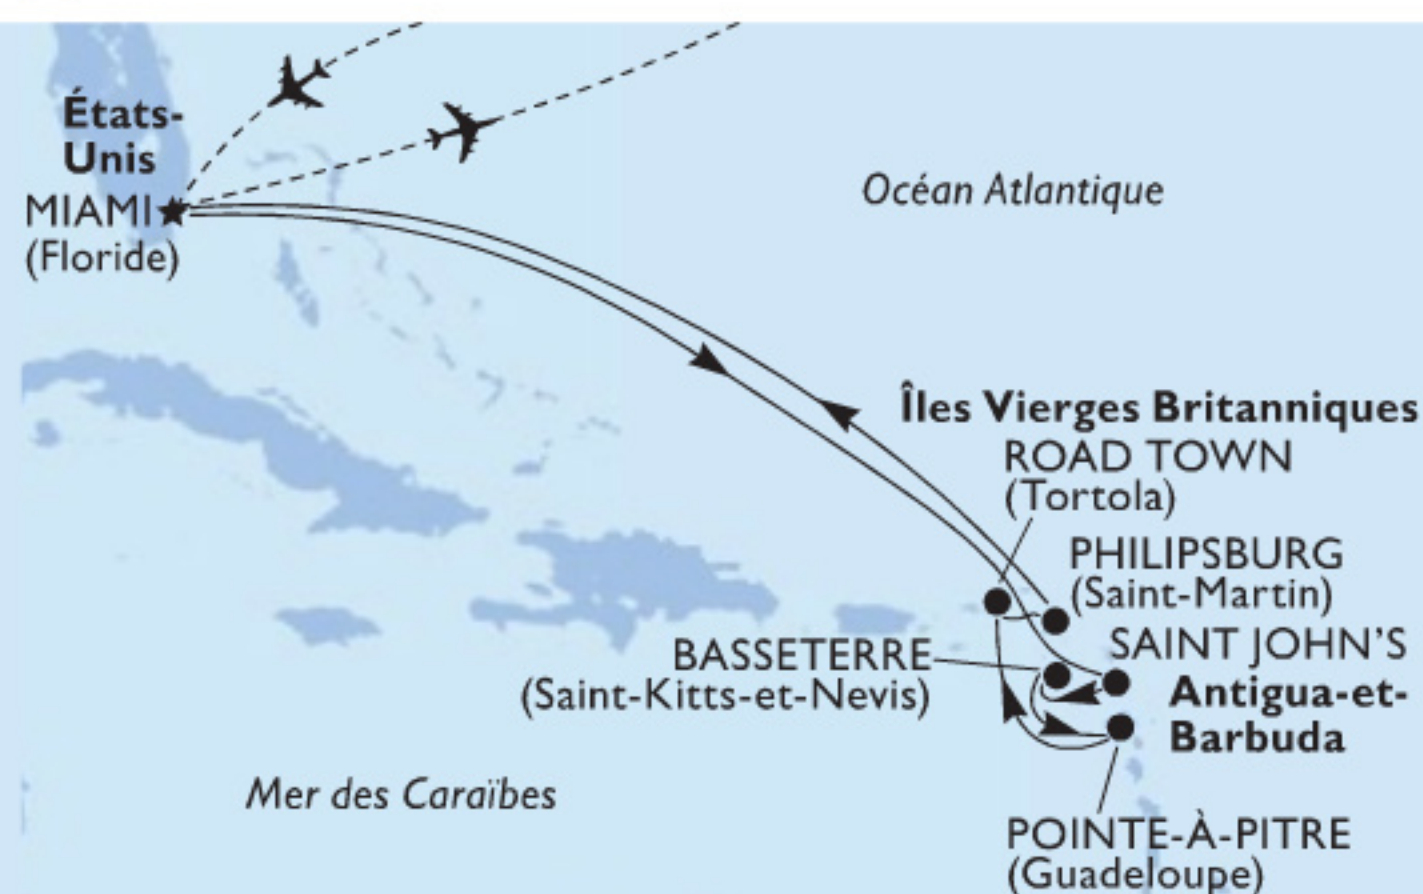 États-
Unis
MIAMI
(Floride)
Océan Atlantique
Îles Vierges Britanniques
ROAD TOWN
(Tortola)
PHILIPSBURG
(Saint-Martin)
SAINT JOHN’S
Antigua-et-
Barbuda
BASSETERRE
(Saint-Kitts-et-Nevis)
Mer des Caraïbes
POINTE-À-PITRE
(Guadeloupe)